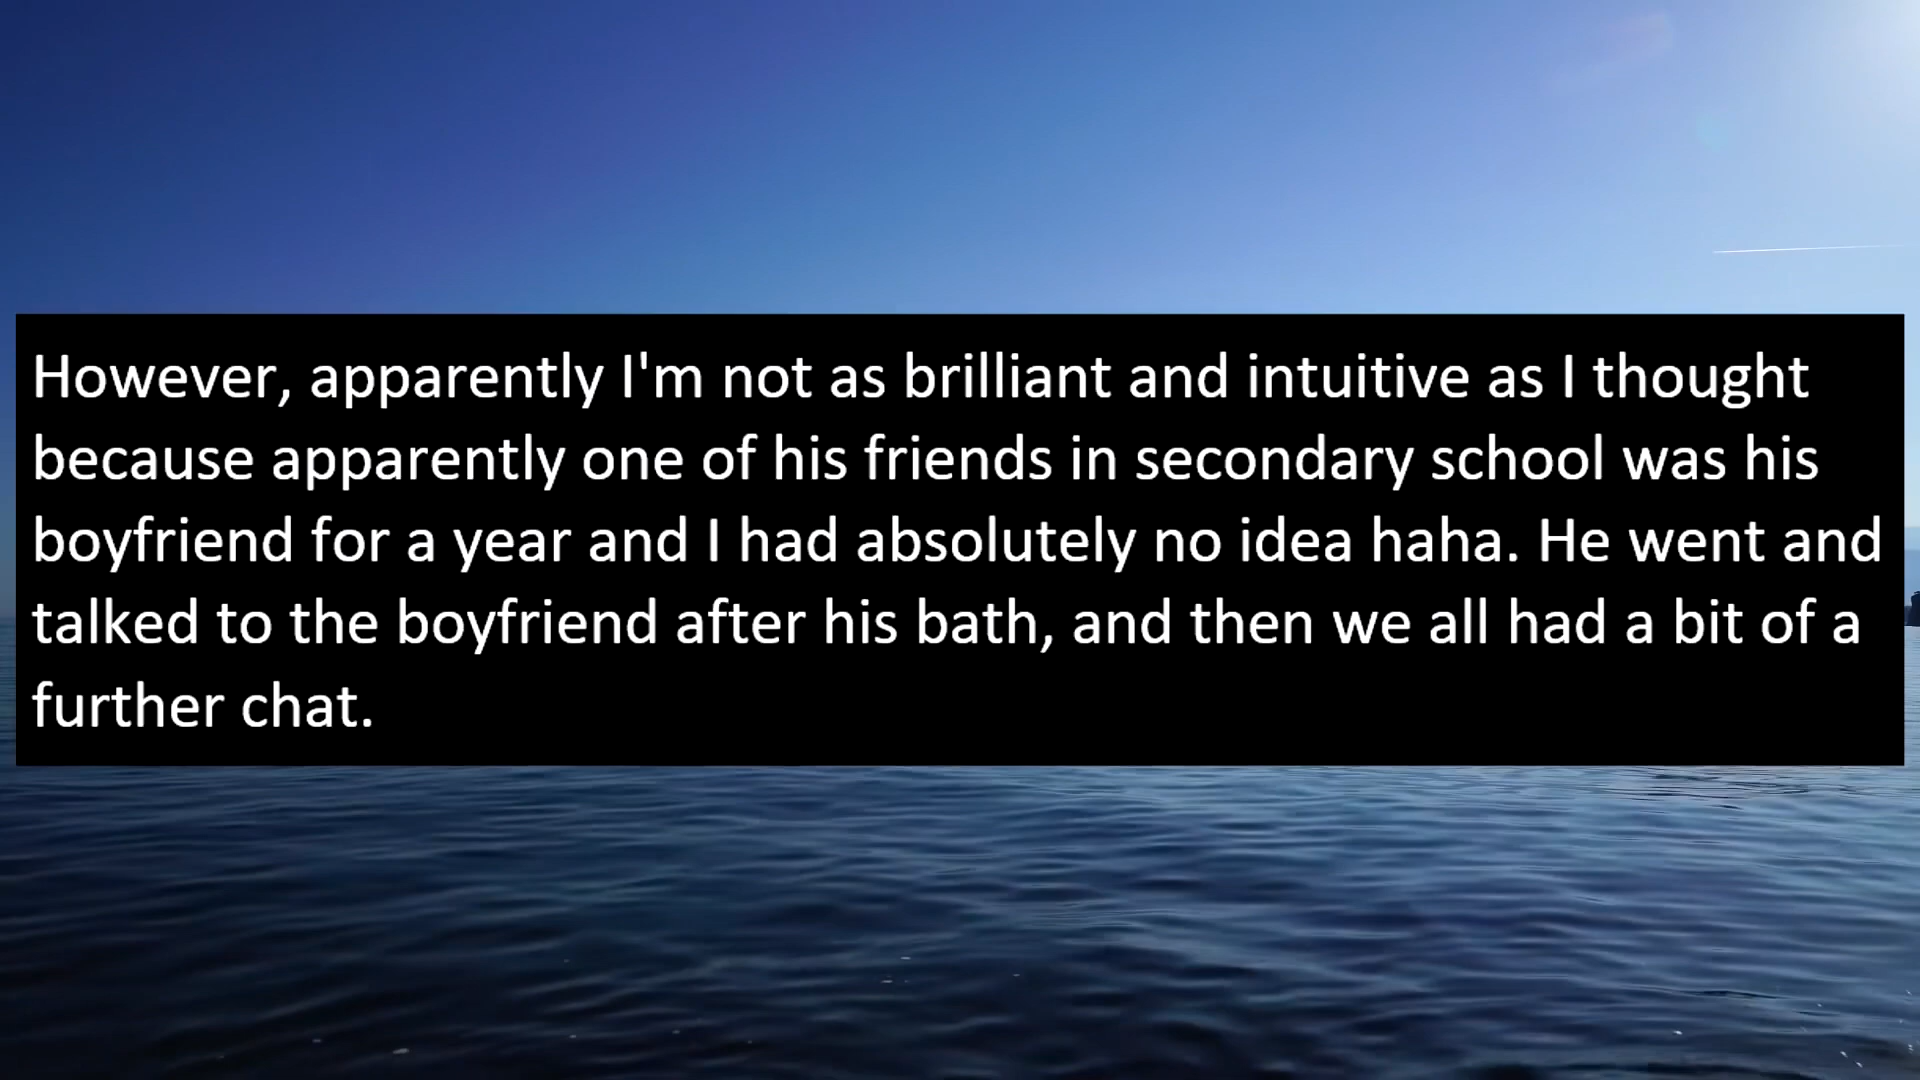 However, apparently I'm not as brilliant and intuitive as I thought
because apparently one of his friends in secondary school was his
boyfriend for a year and I had absolutely no idea haha. He went and
talked to the boyfriend after his bath, and then we all had a bit of a
further chat.